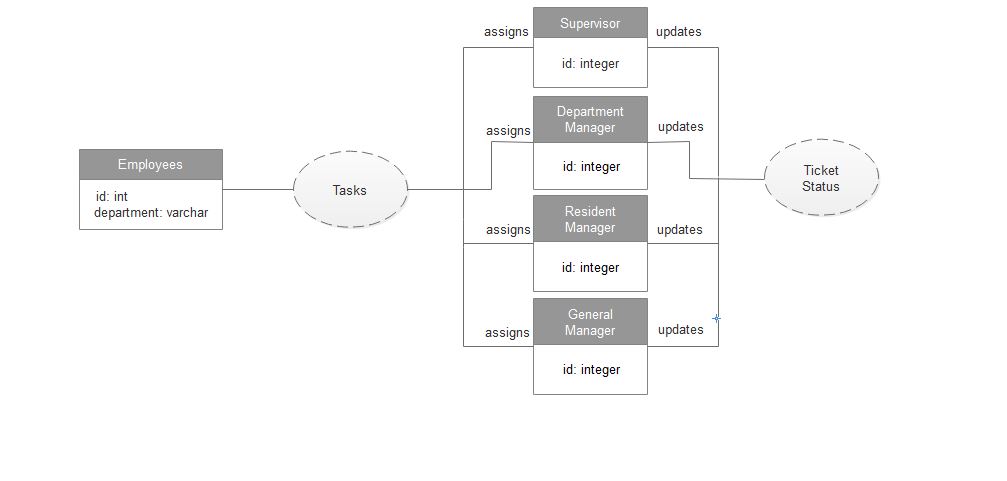 Employees
id: int
department: varchar
Tasks
assigns
Supervisor
updates
id: integer
assigns
Department
Manager
updates
id: integer
assigns
Resident
Manager
updates
id: integer
assigns
General
Manager
updates
id: integer
Ticket
Status